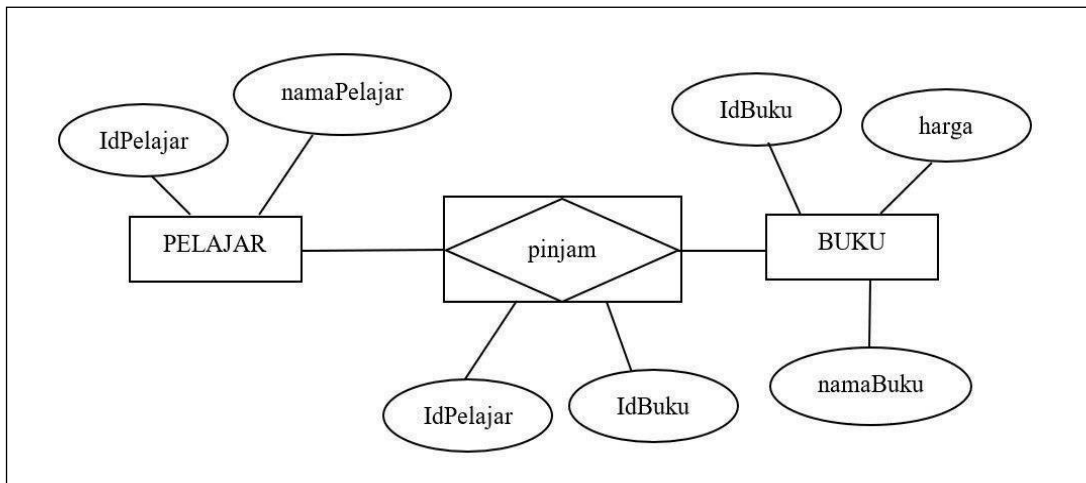 namaPelajar
IdPelajar
IdBuku
harga
PELAJAR
pinjam
BUKU
IdPelajar
IdBuku
namaBuku